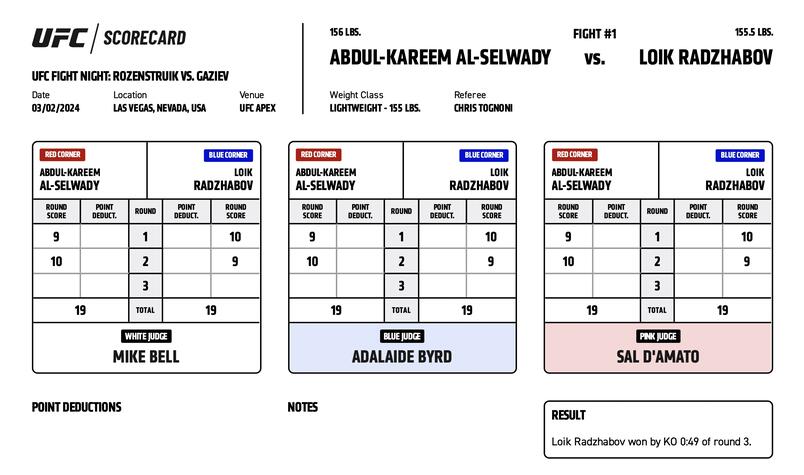 UFC / SCORECARD
UFC FIGHT NIGHT: ROZENSTRUIK VS. GAZIEV
Date Location Venue
03/02/2024 LAS VEGAS, NEVADA, USA UFC APEX
156 LBS. FIGHT #1 155.5 LBS.
ABDUL-KAREEM AL-SELWADY vs. LOIK RADZHABOV
Weight Class Referee
LIGHTWEIGHT - 155 LBS. CHRIS TOGNONI
RED CORNER BLUE CORNER
ABDUL-KAREEM LOIK
AL-SELWADY RADZHABOV
ROUND SCORE POINT DEDUCT. ROUND POINT DEDUCT. ROUND SCORE
9 1 10
10 2 9
3
19 TOTAL 19
WHITE JUDGE
MIKE BELL
RED CORNER BLUE CORNER
ABDUL-KAREEM LOIK
AL-SELWADY RADZHABOV
ROUND SCORE POINT DEDUCT. ROUND POINT DEDUCT. ROUND SCORE
9 1 10
10 2 9
3
19 TOTAL 19
BLUE JUDGE
ADALAIDE BYRD
RED CORNER BLUE CORNER
ABDUL-KAREEM LOIK
AL-SELWADY RADZHABOV
ROUND SCORE POINT DEDUCT. ROUND POINT DEDUCT. ROUND SCORE
9 1 10
10 2 9
3
19 TOTAL 19
PINK JUDGE
SAL D'AMATO
POINT DEDUCTIONS
NOTES
RESULT
Loik Radzhabov won by KO 0:49 of round 3.